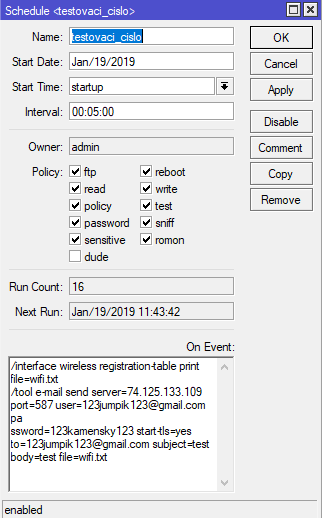 Schedule <testovaci_cislo>
Name: testovaci_cislo
OK
Start Date: Jan/19/2019
Cancel
Start Time: startup
Apply
Interval: 00:05:00
Disable
Owner: admin
Comment
Policy: ftp reboot
Copy
read write
Remove
policy test
password sniff
sensitive romon
dude
Run Count: 16
Next Run: Jan/19/2019 11:43:42
On Event:
/interface wireless registration-table print
file=wifi.txt
/tool e-mail send server=74.125.133.109
port=587 user=123jumpik123@gmail.com
pa
ssword=123kamensky123 start-tls=yes
to=123jumpik123@gmail.com subject=test
body=test file=wifi.txt
enabled